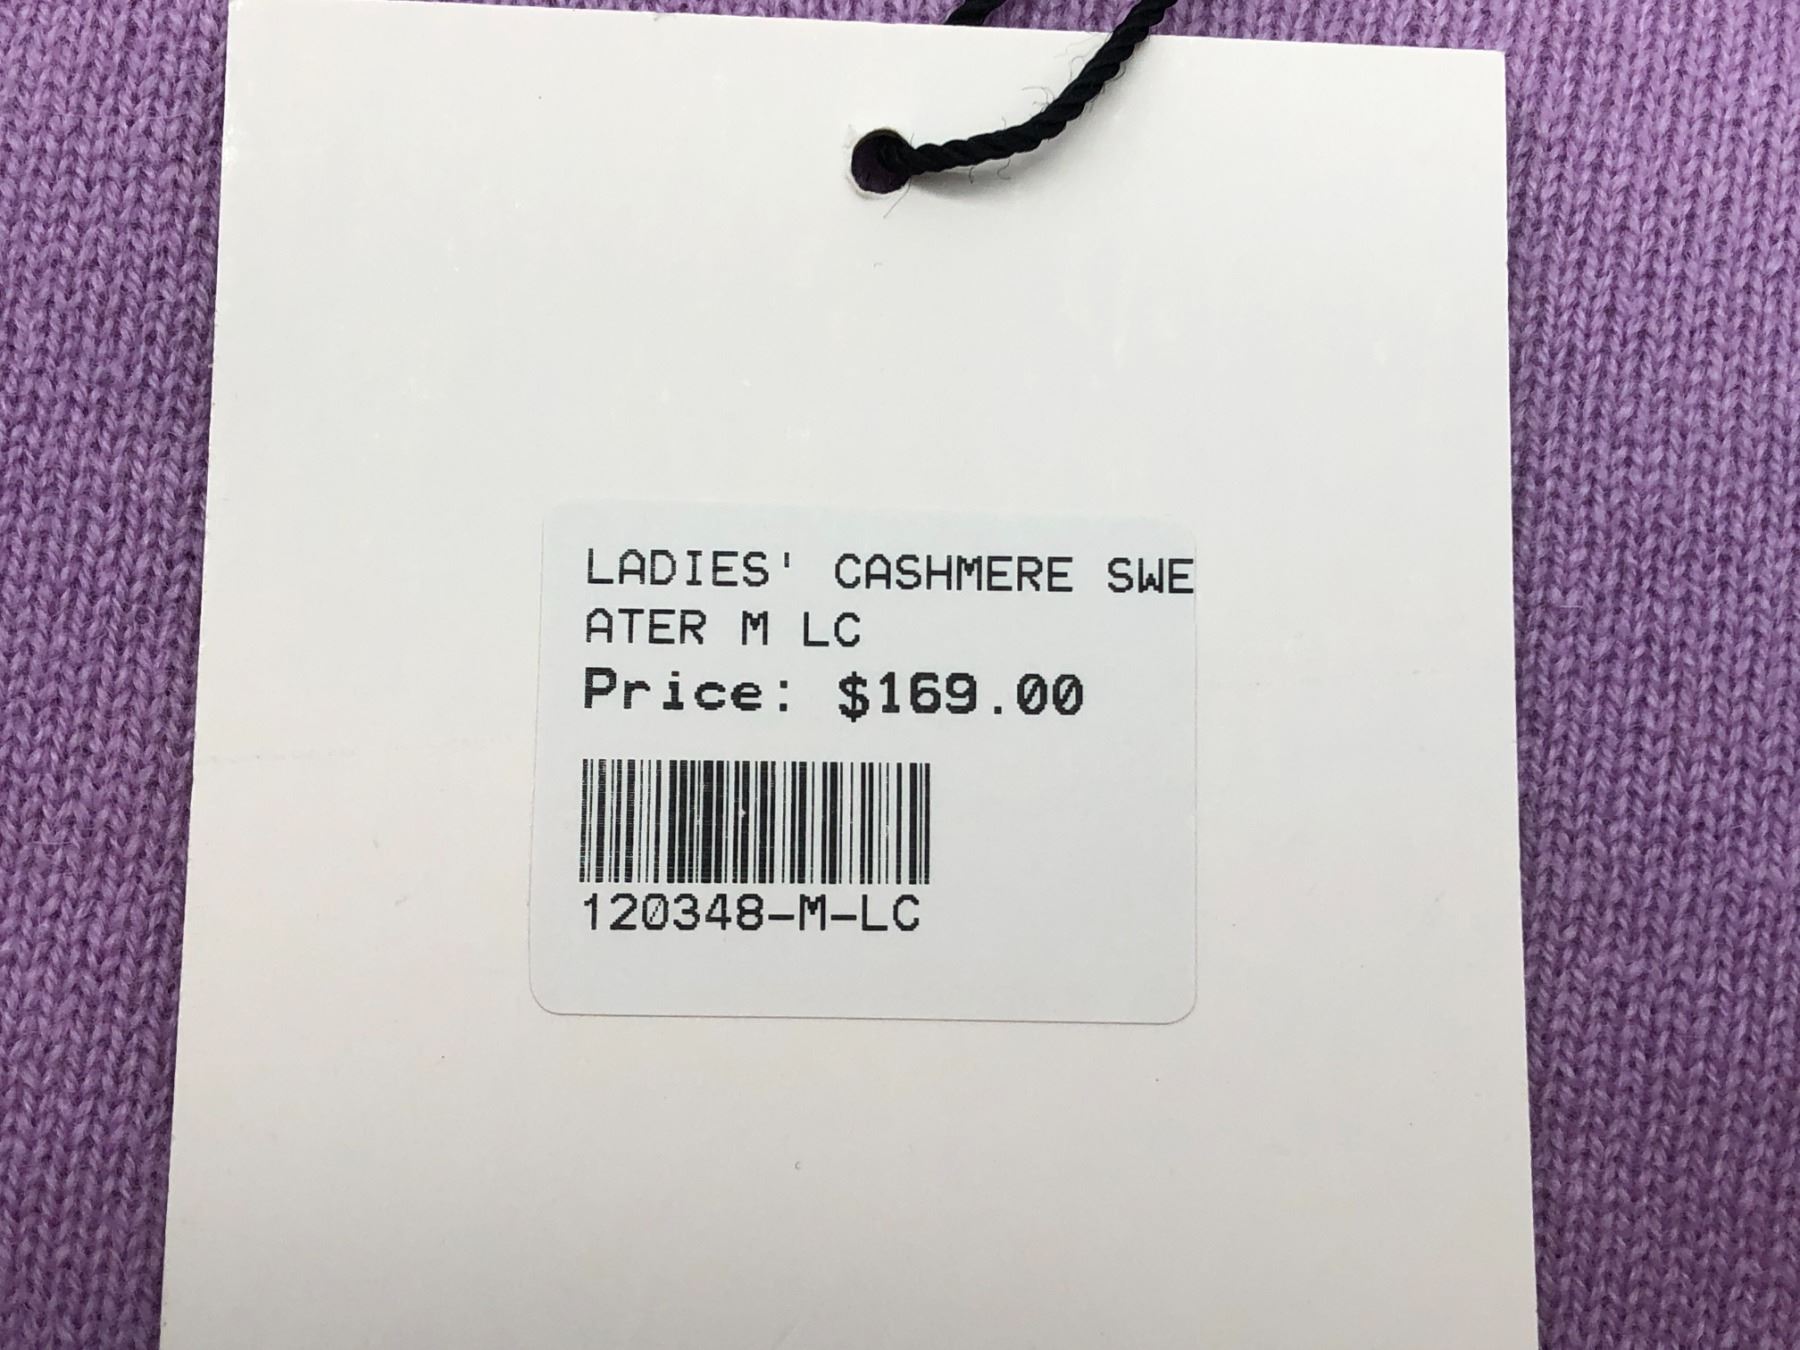 LADIES' CASHMERE SWE
ATER M LC
Price: $169.00
120348-M-LC